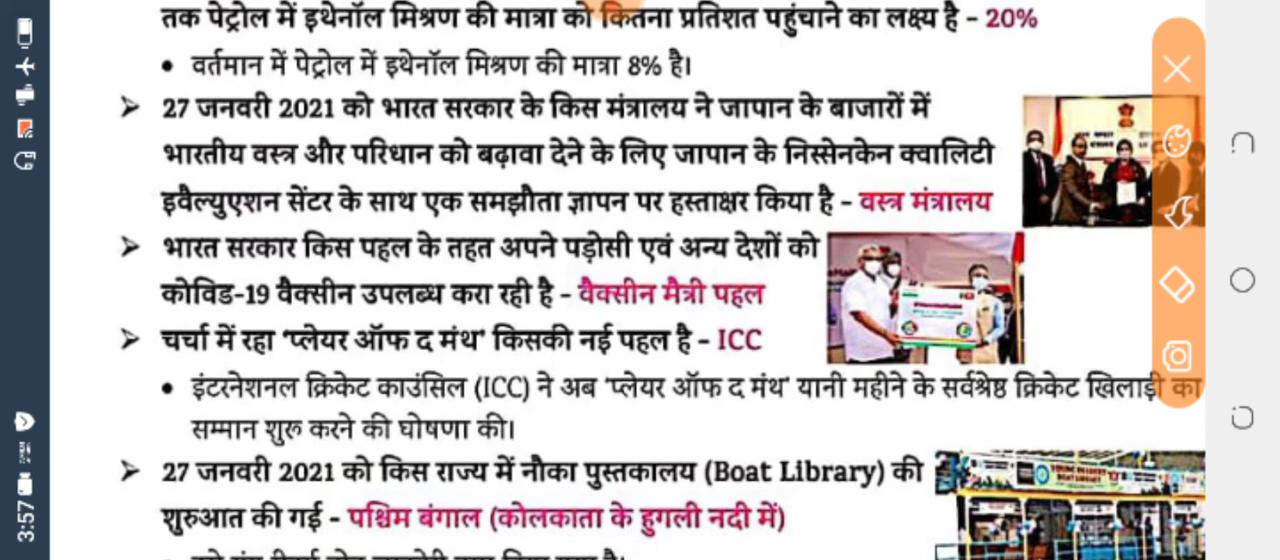 तक पेट्रोल में इथेनॉल मिश्रण की मात्रा को कितना प्रतिशत पहुंचाने का लक्ष्य है - 20%
• वर्तमान में पेट्रोल में इथेनॉल मिश्रण की मात्रा 8% है।
➤ 27 जनवरी 2021 को भारत सरकार के किस मंत्रालय ने जापान के बाजारों में
भारतीय वस्त्र और परिधान को बढ़ावा देने के लिए जापान के निस्सेनकेन क्वालिटी
इवैल्युएशन सेंटर के साथ एक समझौता ज्ञापन पर हस्ताक्षर किया है - वस्त्र मंत्रालय
➤ भारत सरकार किस पहल के तहत अपने पड़ोसी एवं अन्य देशों को
कोविड-19 वैक्सीन उपलब्ध करा रही है - वैक्सीन मैत्री पहल
➤ चर्चा में रहा 'प्लेयर ऑफ द मंथ' किसकी नई पहल है - ICC
• इंटरनेशनल क्रिकेट काउंसिल (ICC) ने अब 'प्लेयर ऑफ द मंथ' यानी महीने के सर्वश्रेष्ठ क्रिकेट खिलाड़ी का
सम्मान शुरू करने की घोषणा की।
➤ 27 जनवरी 2021 को किस राज्य में नौका पुस्तकालय (Boat Library) की
शुरुआत की गई - पश्चिम बंगाल (कोलकाता के हुगली नदी में)
3:57